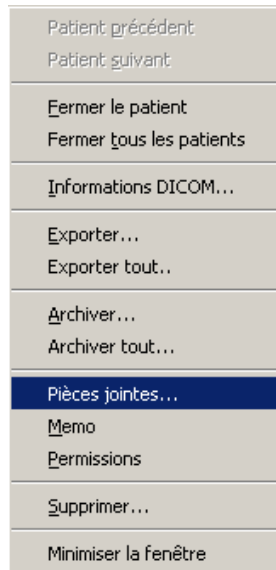 Patient précédent
Patient suivant
Fermer le patient
Fermer tous les patients
Informations DICOM...
Exporter...
Exporter tout..
Archiver...
Archiver tout...
Pièces jointes...
Memo
Permissions
Supprimer...
Minimiser la fenêtre